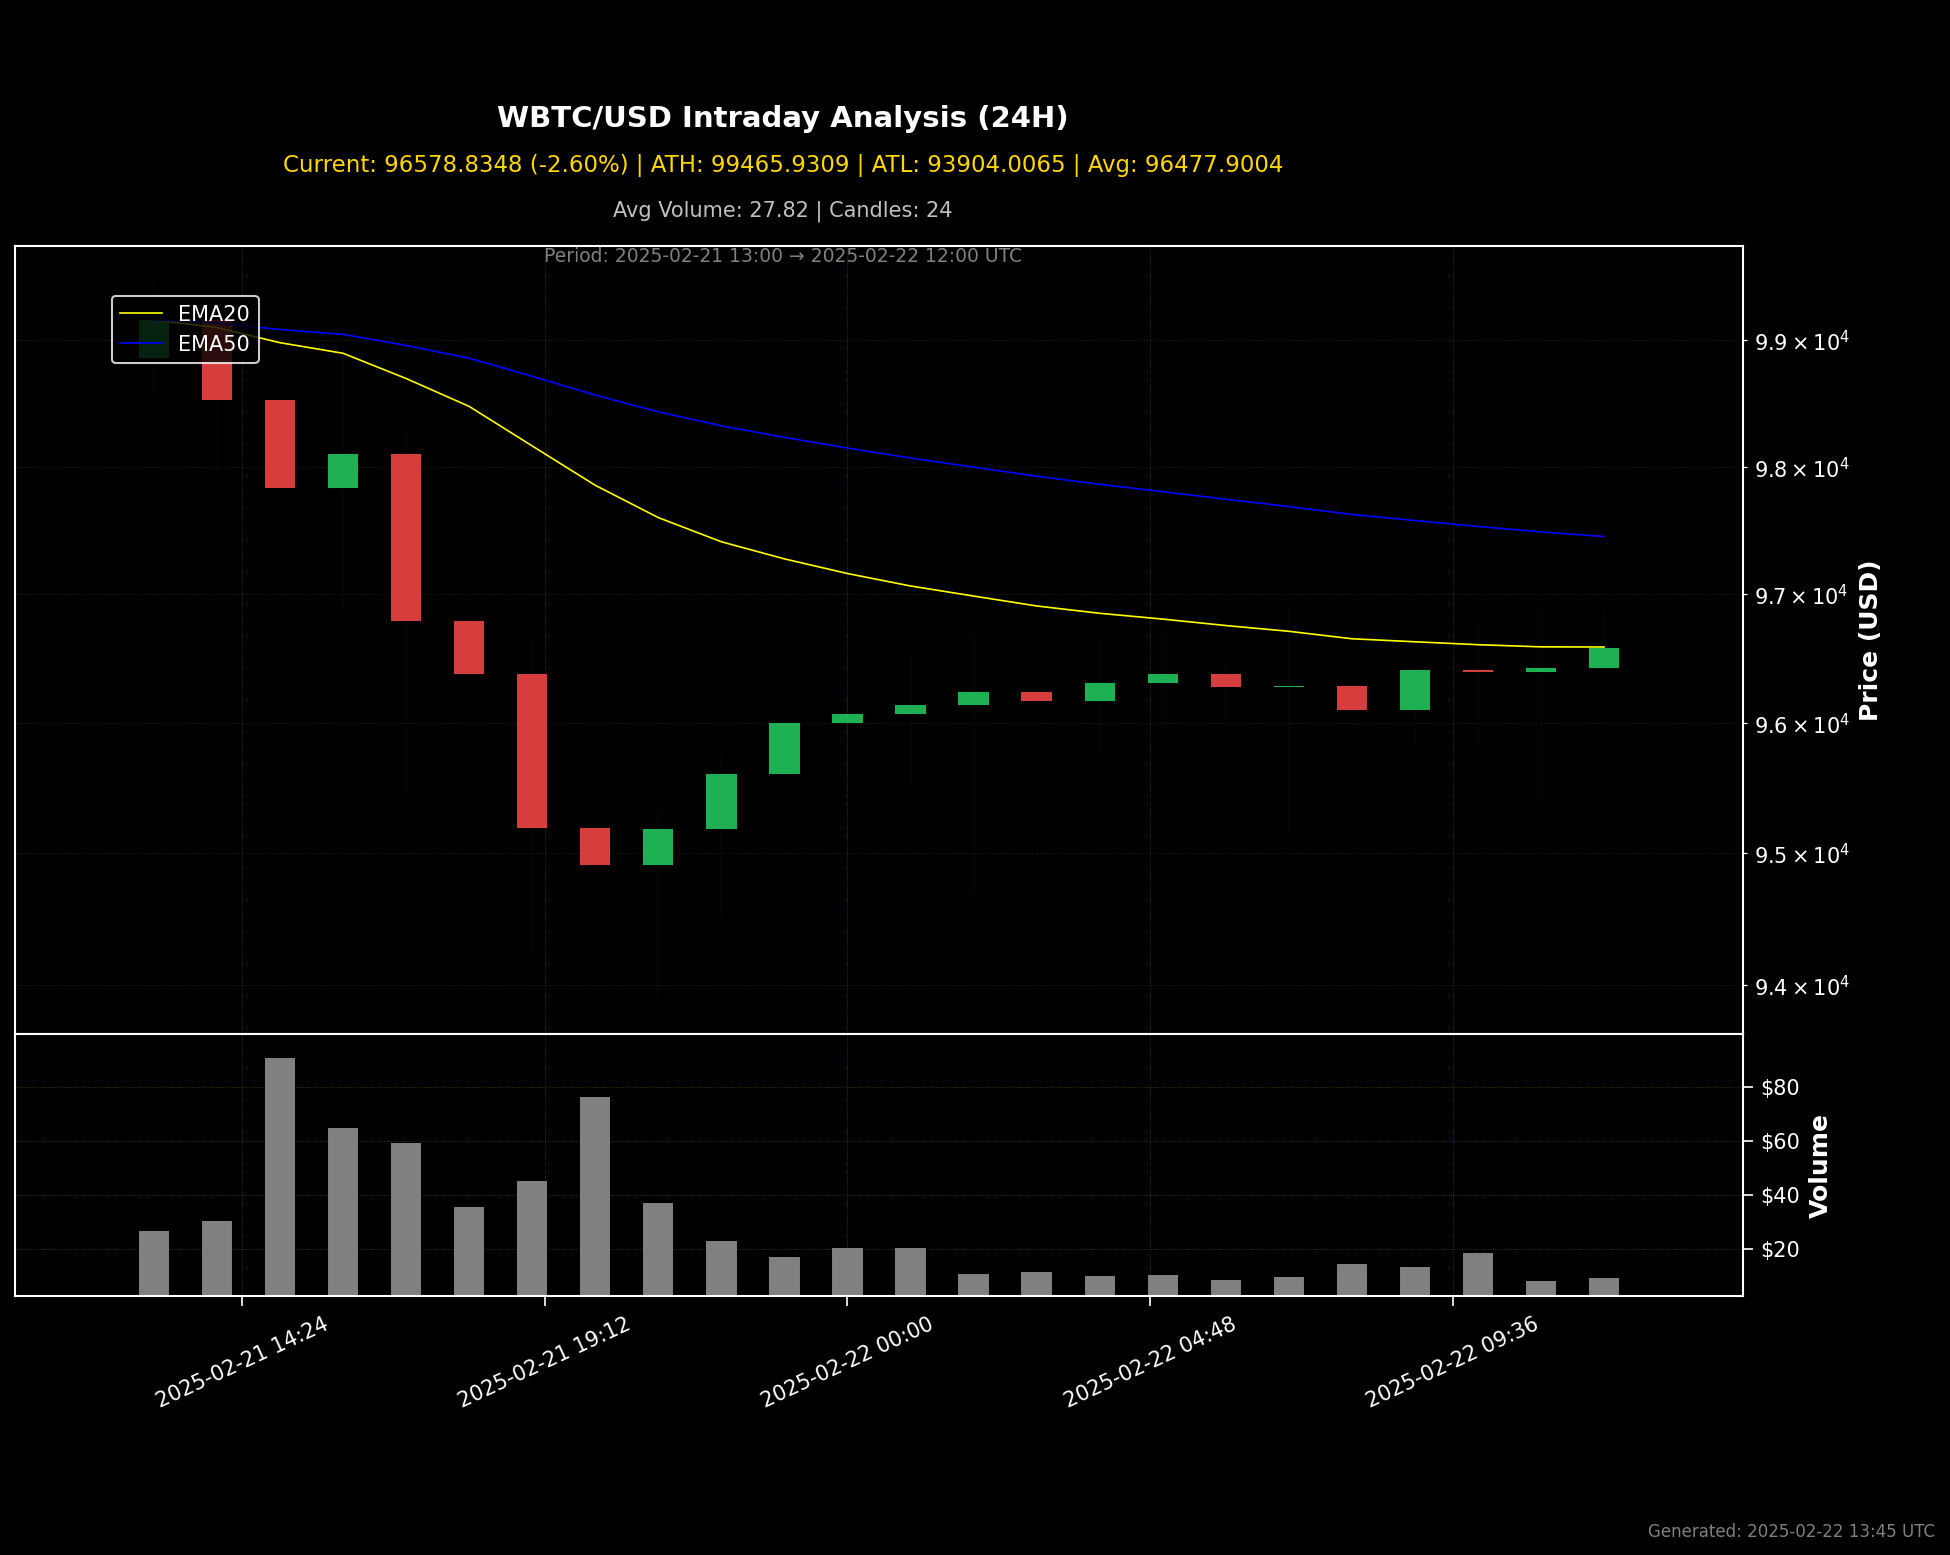 WBTC/USD Intraday Analysis (24H)
Current: 96578.8348 (-2.60%) | ATH: 99465.9309 | ATL: 93904.0065 | Avg: 96477.9004
Avg Volume: 27.82 | Candles: 24
Period: 2025-02-21 13:00 → 2025-02-22 12:00 UTC
EMA20
EMA50
9.9 × 10⁴
9.8 × 10⁴
9.7 × 10⁴
9.6 × 10⁴
9.5 × 10⁴
9.4 × 10⁴
Price (USD)
$80
$60
$40
$20
Volume
2025-02-21 14:24
2025-02-21 19:12
2025-02-22 00:00
2025-02-22 04:48
2025-02-22 09:36
Generated: 2025-02-22 13:45 UTC